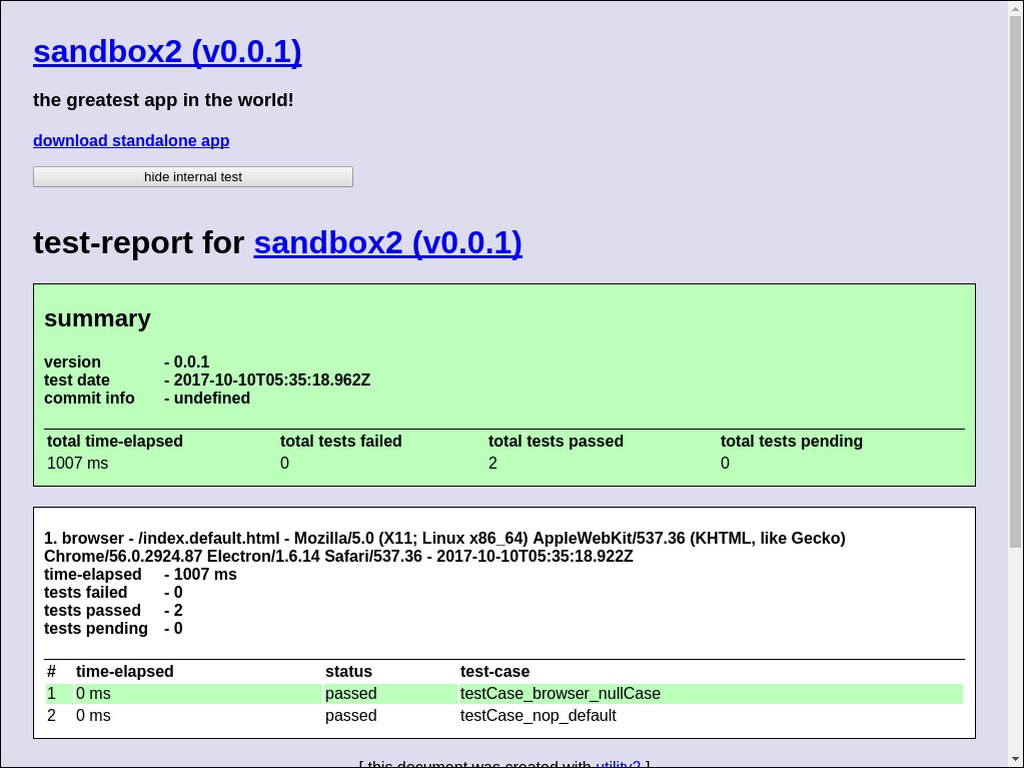 sandbox2 (v0.0.1)
the greatest app in the world!
download standalone app
hide internal test
test-report for sandbox2 (v0.0.1)
summary
version - 0.0.1
test date - 2017-10-10T05:35:18.962Z
commit info - undefined
total time-elapsed total tests failed total tests passed total tests pending
1007 ms 0 2 0
1. browser - /index.default.html - Mozilla/5.0 (X11; Linux x86_64) AppleWebKit/537.36 (KHTML, like Gecko)
Chrome/56.0.2924.87 Electron/1.6.14 Safari/537.36 - 2017-10-10T05:35:18.922Z
time-elapsed - 1007 ms
tests failed - 0
tests passed - 2
tests pending - 0
# time-elapsed status test-case
1 0 ms passed testCase_browser_nullCase
2 0 ms passed testCase_nop_default
[ this document was created with utility2 ]